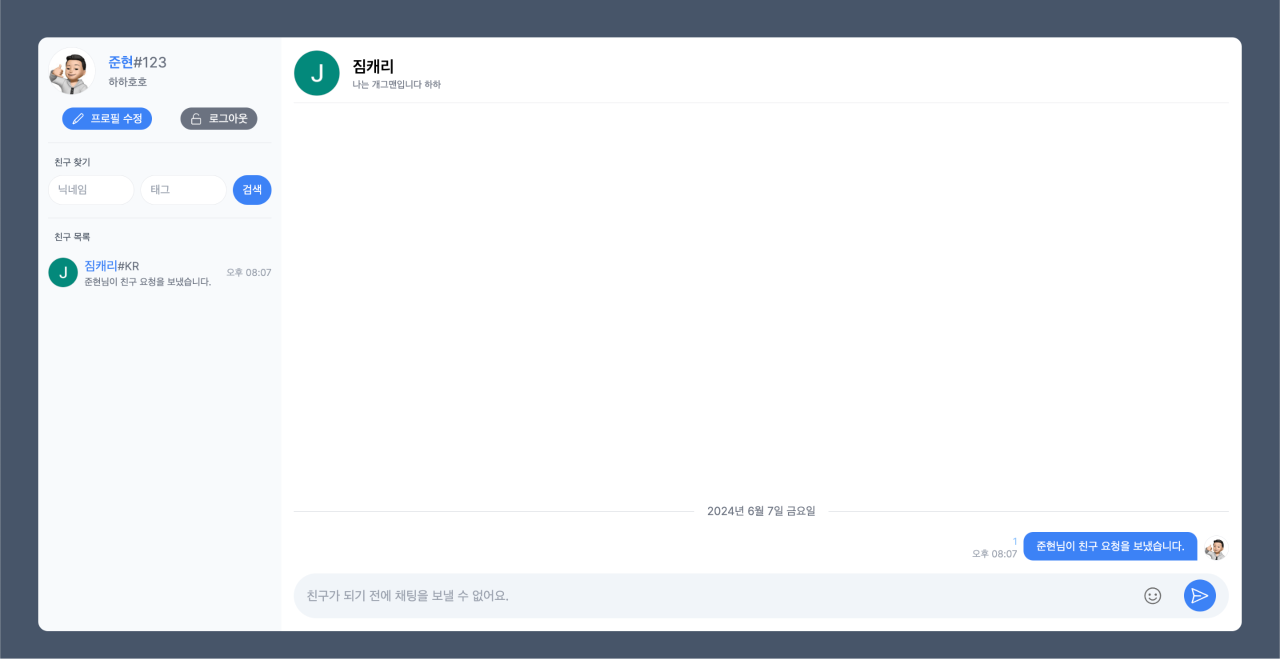 준현#123
하하호호
프로필 수정
로그아웃
친구 찾기
닉네임
태그
검색
친구 목록
J
짐캐리#KR
준현님이 친구 요청을 보냈습니다.
오후 08:07
J
짐캐리
나는 개그맨입니다 하하
2024년 6월 7일 금요일
1
오후 08:07
준현님이 친구 요청을 보냈습니다.
친구가 되기 전에 채팅을 보낼 수 없어요.